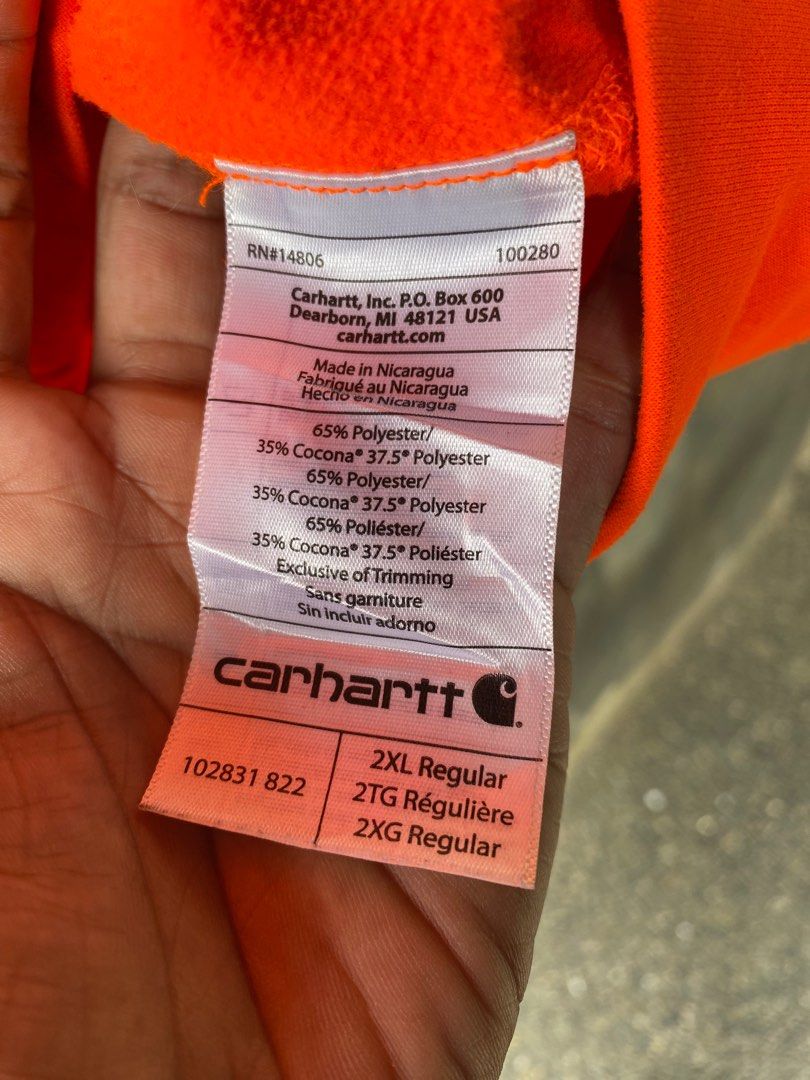 RN#14806 100280
Carhartt, Inc. P.O. Box 600
Dearborn, MI 48121 USA
carhartt.com
Made in Nicaragua
Fabriqué au Nicaragua
Hecho en Nicaragua
65% Polyester/
35% Cocona® 37.5® Polyester
65% Polyester/
35% Cocona® 37.5® Polyester
65% Poliéster/
35% Cocona® 37.5® Poliéster
Exclusive of Trimming
Sans garniture
Sin incluir adorno
carhartt®
102831 822
2XL Regular
2TG Régulière
2XG Regular